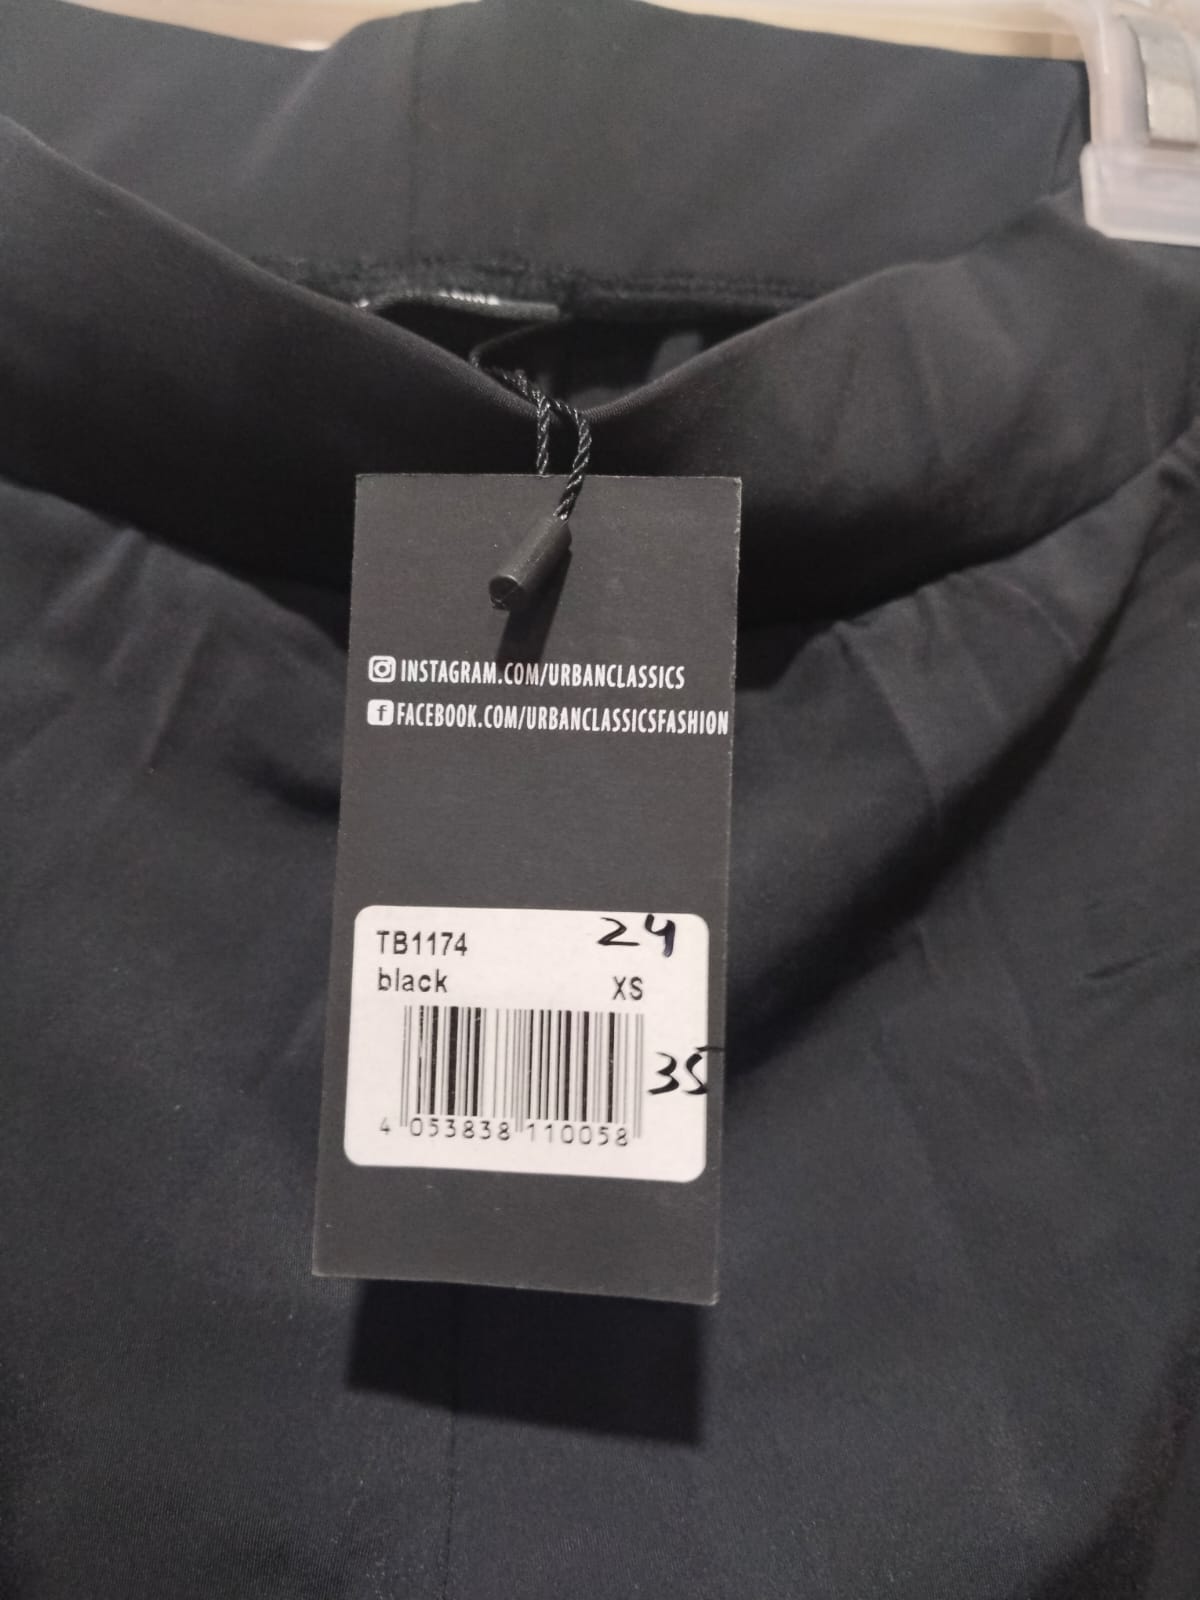 INSTAGRAM.COM/URBANCLASSICS
FACEBOOK.COM/URBANCLASSICSFASHION
TB1174 24
black XS
35
4 053838 110058